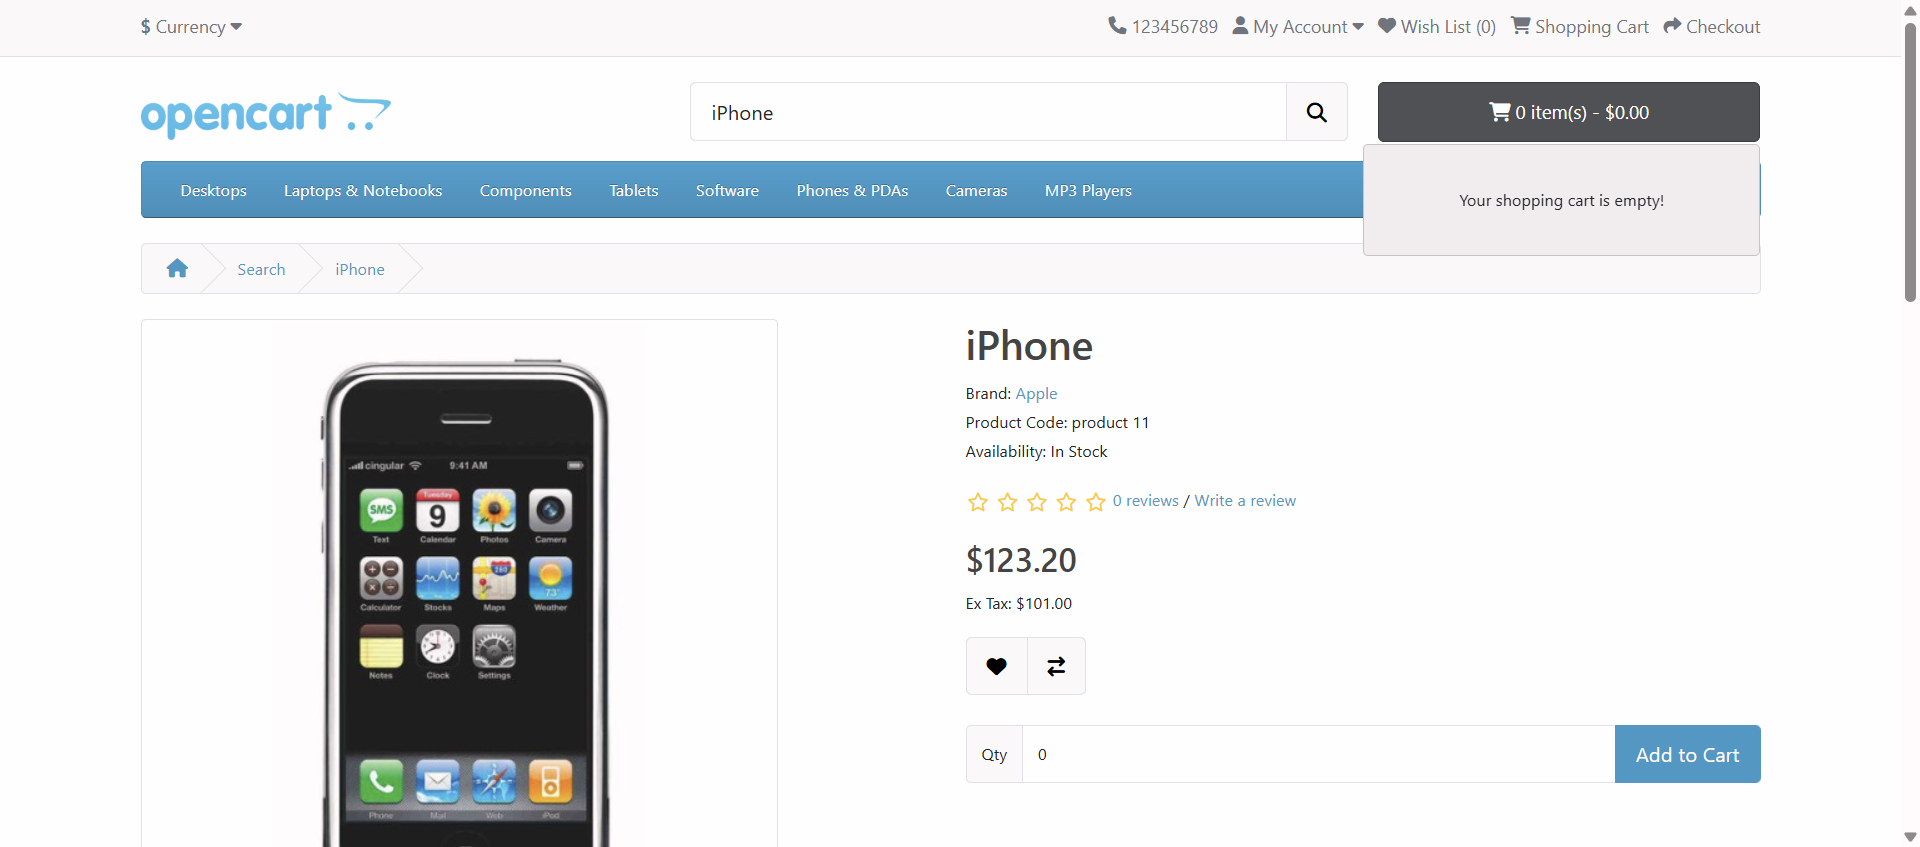 $ Currency
123456789 My Account Wish List (0) Shopping Cart Checkout
opencart
iPhone
0 item(s) - $0.00
Your shopping cart is empty!
Desktops Laptops & Notebooks Components Tablets Software Phones & PDAs Cameras MP3 Players
Search iPhone
cingular 9:41 AM
SMS Tuesday 9 280 73°
Text Calendar Photos Camera
Calculator Stocks Maps Weather
Notes Clock Settings
Phone Mail Web iPod
iPhone
Brand: Apple
Product Code: product 11
Availability: In Stock
0 reviews / Write a review
$123.20
Ex Tax: $101.00
Qty 0 Add to Cart